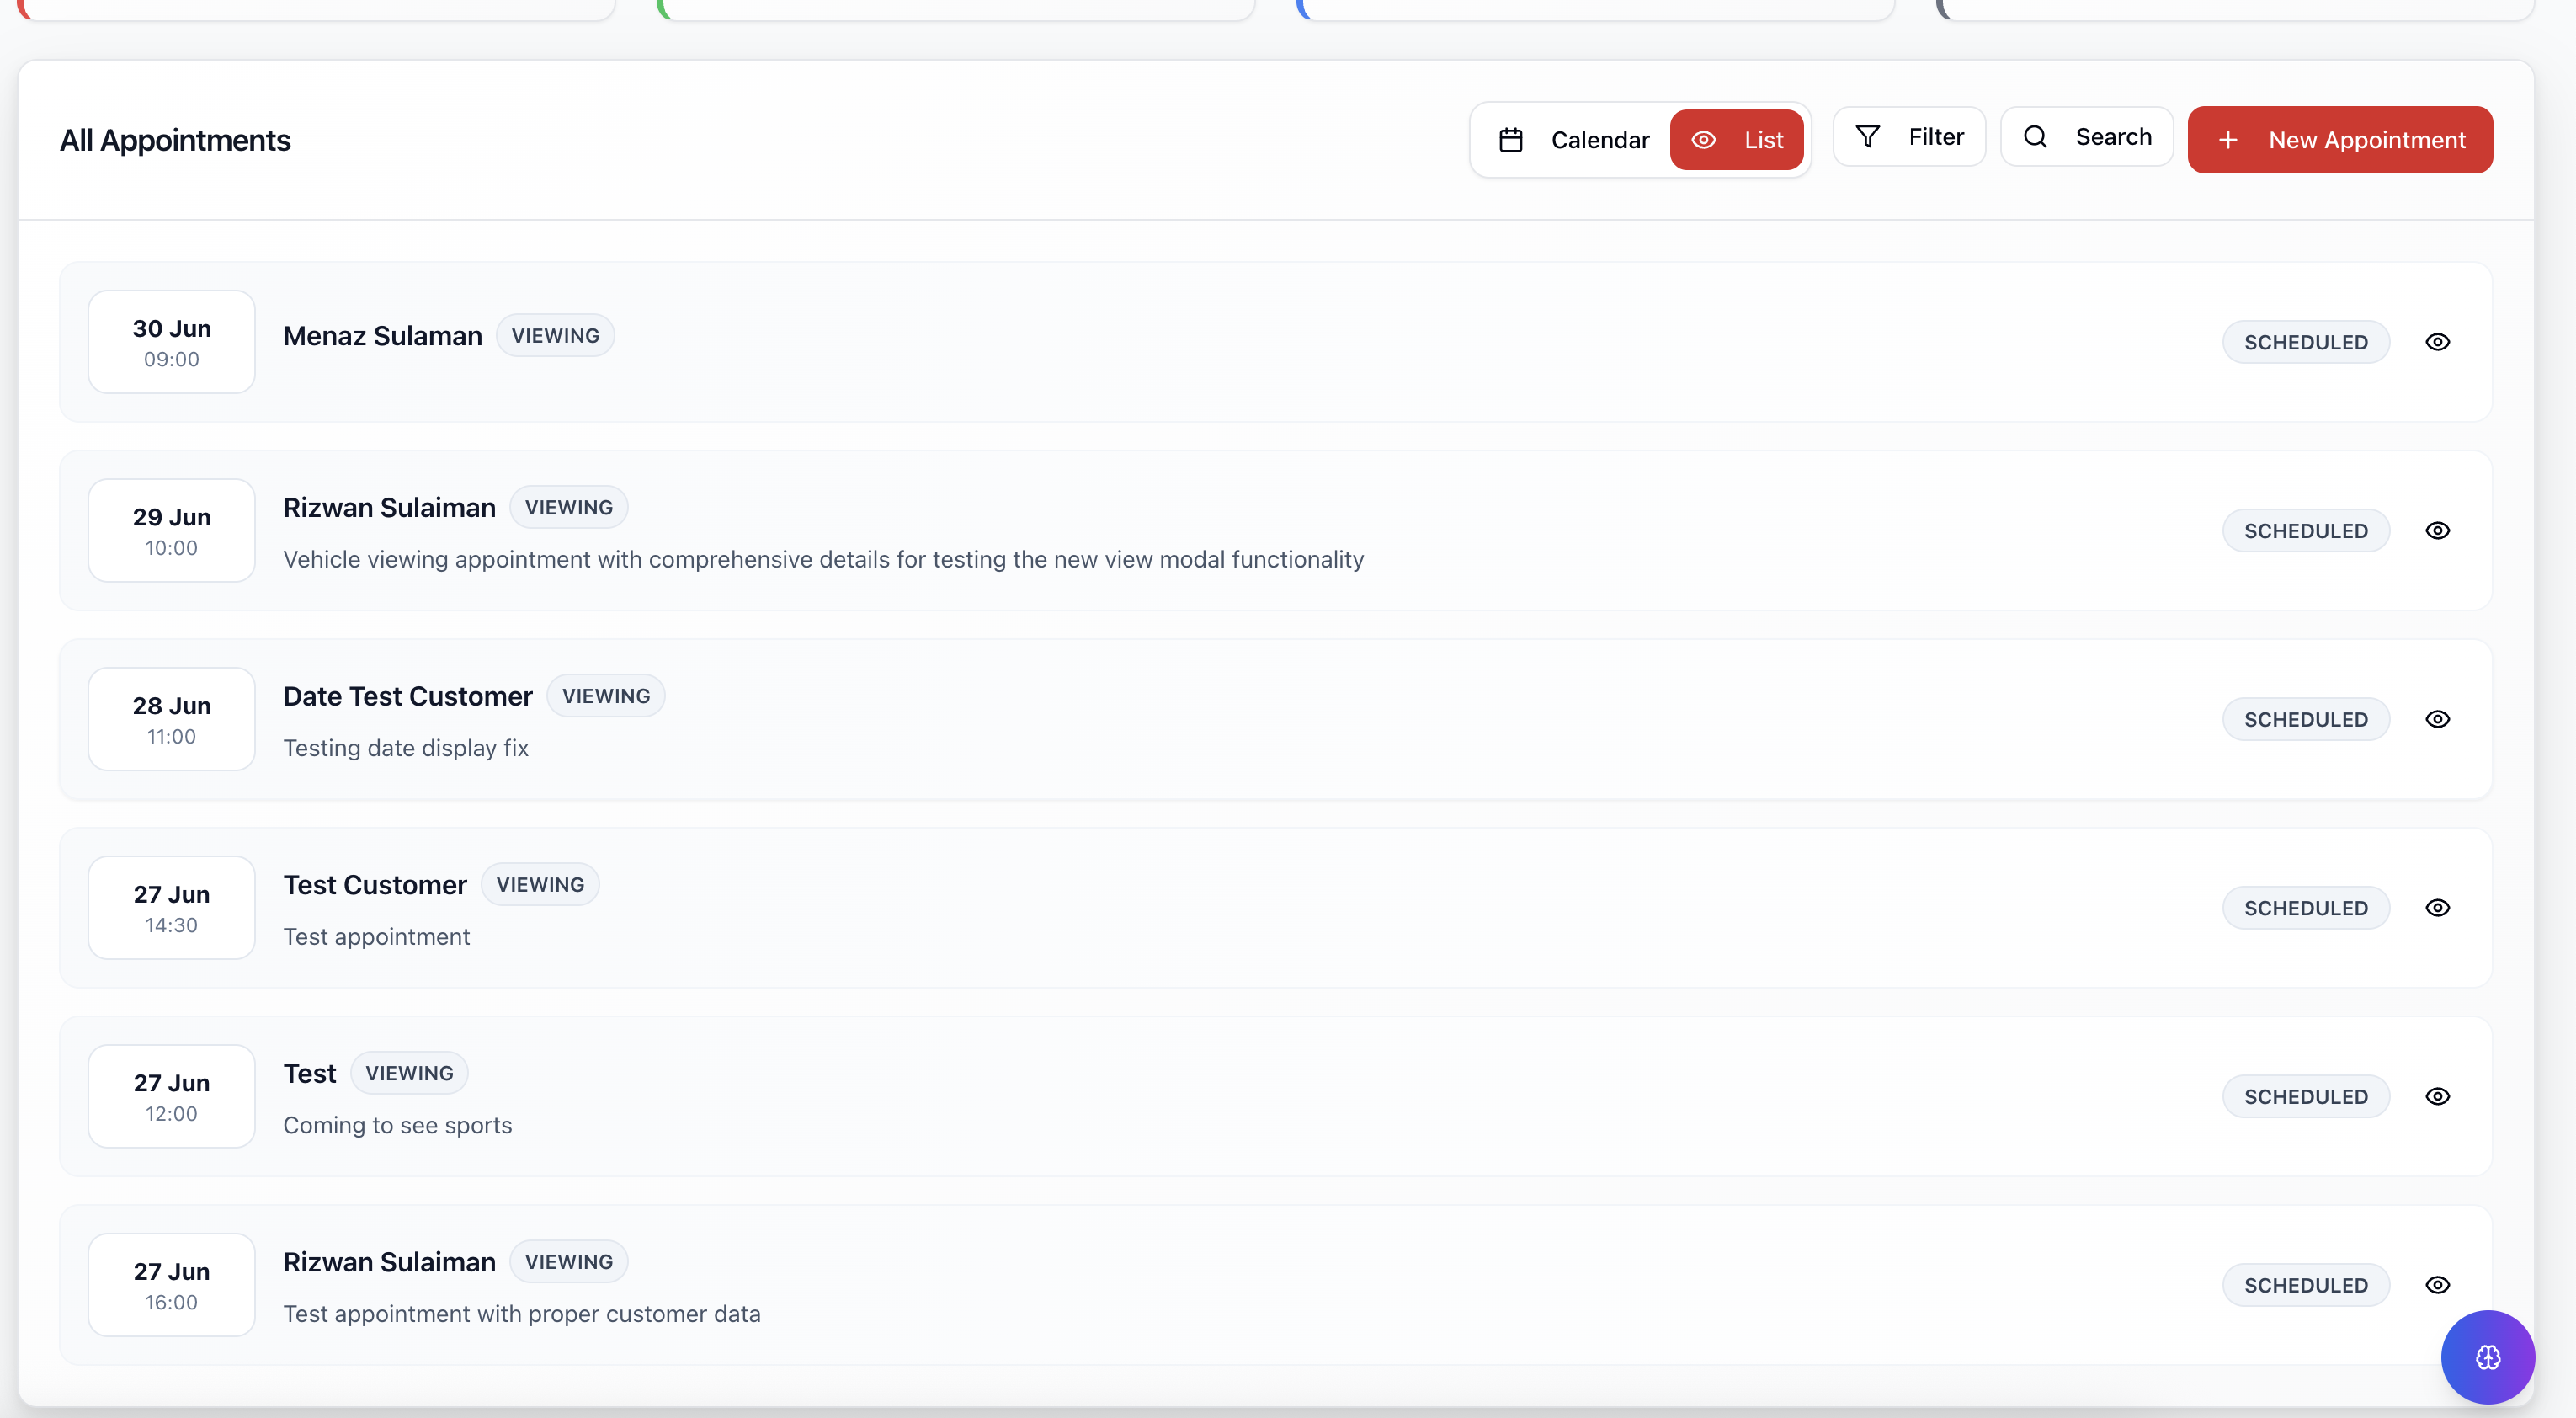 All Appointments
Calendar
List
Filter
Search
New Appointment
30 Jun
09:00
Menaz Sulaman
VIEWING
SCHEDULED
29 Jun
10:00
Rizwan Sulaiman
VIEWING
Vehicle viewing appointment with comprehensive details for testing the new view modal functionality
SCHEDULED
28 Jun
11:00
Date Test Customer
VIEWING
Testing date display fix
SCHEDULED
27 Jun
14:30
Test Customer
VIEWING
Test appointment
SCHEDULED
27 Jun
12:00
Test
VIEWING
Coming to see sports
SCHEDULED
27 Jun
16:00
Rizwan Sulaiman
VIEWING
Test appointment with proper customer data
SCHEDULED